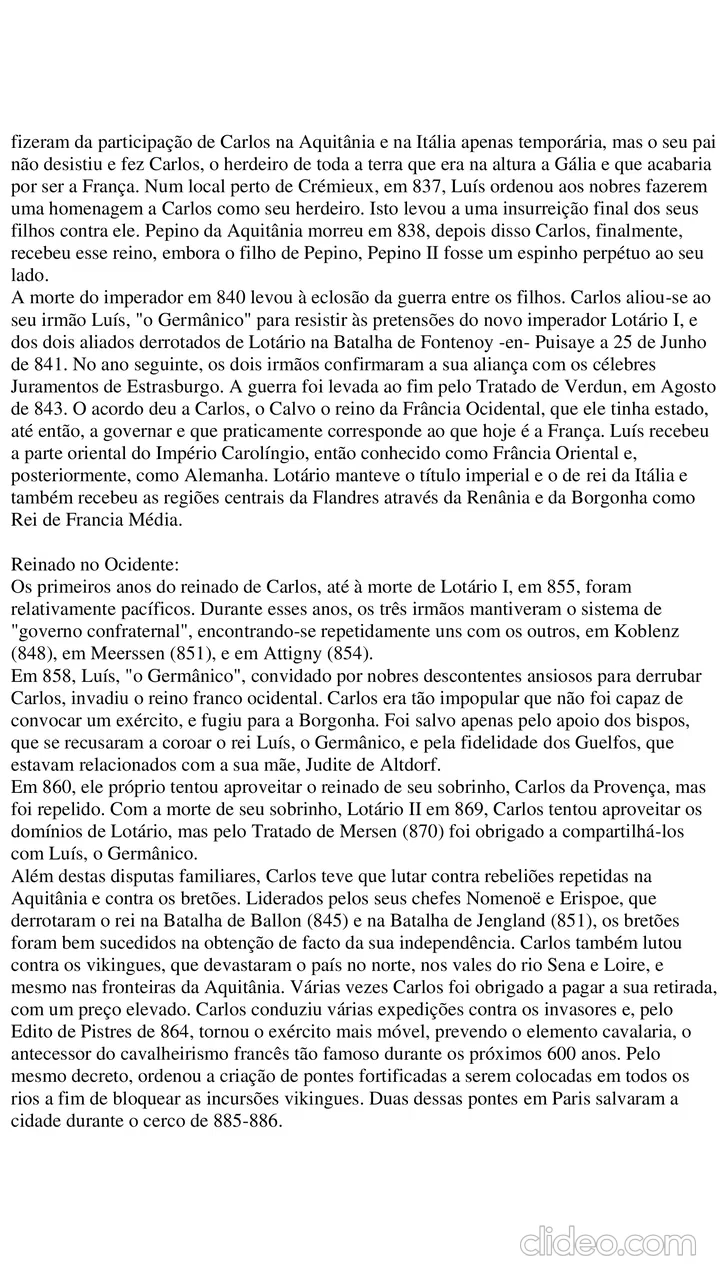 fizeram da participação de Carlos na Aquitânia e na Itália apenas temporária, mas o seu pai
não desistiu e fez Carlos, o herdeiro de toda a terra que era na altura a Gália e que acabaria
por ser a França. Num local perto de Crémieux, em 837, Luís ordenou aos nobres fazerem
uma homenagem a Carlos como seu herdeiro. Isto levou a uma insurreição final dos seus
filhos contra ele. Pepino da Aquitânia morreu em 838, depois disso Carlos, finalmente,
recebeu esse reino, embora o filho de Pepino, Pepino II fosse um espinho perpétuo ao seu
lado.
A morte do imperador em 840 levou à eclosão da guerra entre os filhos. Carlos aliou-se ao
seu irmão Luís, "o Germânico" para resistir às pretensões do novo imperador Lotário I, e
dos dois aliados derrotados de Lotário na Batalha de Fontenoy -en- Puisaye a 25 de Junho
de 841. No ano seguinte, os dois irmãos confirmaram a sua aliança com os célebres
Juramentos de Estrasburgo. A guerra foi levada ao fim pelo Tratado de Verdun, em Agosto
de 843. O acordo deu a Carlos, o Calvo o reino da Frância Ocidental, que ele tinha estado,
até então, a governar e que praticamente corresponde ao que hoje é a França. Luís recebeu
a parte oriental do Império Carolíngio, então conhecido como Frância Oriental e,
posteriormente, como Alemanha. Lotário manteve o título imperial e o de rei da Itália e
também recebeu as regiões centrais da Flandres através da Renânia e da Borgonha como
Rei de Francia Média.
Reinado no Ocidente:
Os primeiros anos do reinado de Carlos, até à morte de Lotário I, em 855, foram
relativamente pacíficos. Durante esses anos, os três irmãos mantiveram o sistema de
"governo confraternal", encontrando-se repetidamente uns com os outros, em Koblenz
(848), em Meerssen (851), e em Attigny (854).
Em 858, Luís, "o Germânico", convidado por nobres descontentes ansiosos para derrubar
Carlos, invadiu o reino franco ocidental. Carlos era tão impopular que não foi capaz de
convocar um exército, e fugiu para a Borgonha. Foi salvo apenas pelo apoio dos bispos,
que se recusaram a coroar o rei Luís, o Germânico, e pela fidelidade dos Guelfos, que
estavam relacionados com a sua mãe, Judite de Altdorf.
Em 860, ele próprio tentou aproveitar o reinado de seu sobrinho, Carlos da Provença, mas
foi repelido. Com a morte de seu sobrinho, Lotário II em 869, Carlos tentou aproveitar os
domínios de Lotário, mas pelo Tratado de Mersen (870) foi obrigado a compartilhá-los
com Luís, o Germânico.
Além destas disputas familiares, Carlos teve que lutar contra rebeliões repetidas na
Aquitânia e contra os bretões. Liderados pelos seus chefes Nomenoë e Erispoe, que
derrotaram o rei na Batalha de Ballon (845) e na Batalha de Jengland (851), os bretões
foram bem sucedidos na obtenção de facto da sua independência. Carlos também lutou
contra os vikingues, que devastaram o país no norte, nos vales do rio Sena e Loire, e
mesmo nas fronteiras da Aquitânia. Várias vezes Carlos foi obrigado a pagar a sua retirada,
com um preço elevado. Carlos conduziu várias expedições contra os invasores e, pelo
Edito de Pistres de 864, tornou o exército mais móvel, prevendo o elemento cavalaria, o
antecessor do cavalheirismo francês tão famoso durante os próximos 600 anos. Pelo
mesmo decreto, ordenou a criação de pontes fortificadas a serem colocadas em todos os
rios a fim de bloquear as incursões vikingues. Duas dessas pontes em Paris salvaram a
cidade durante o cerco de 885-886.
clideo.com